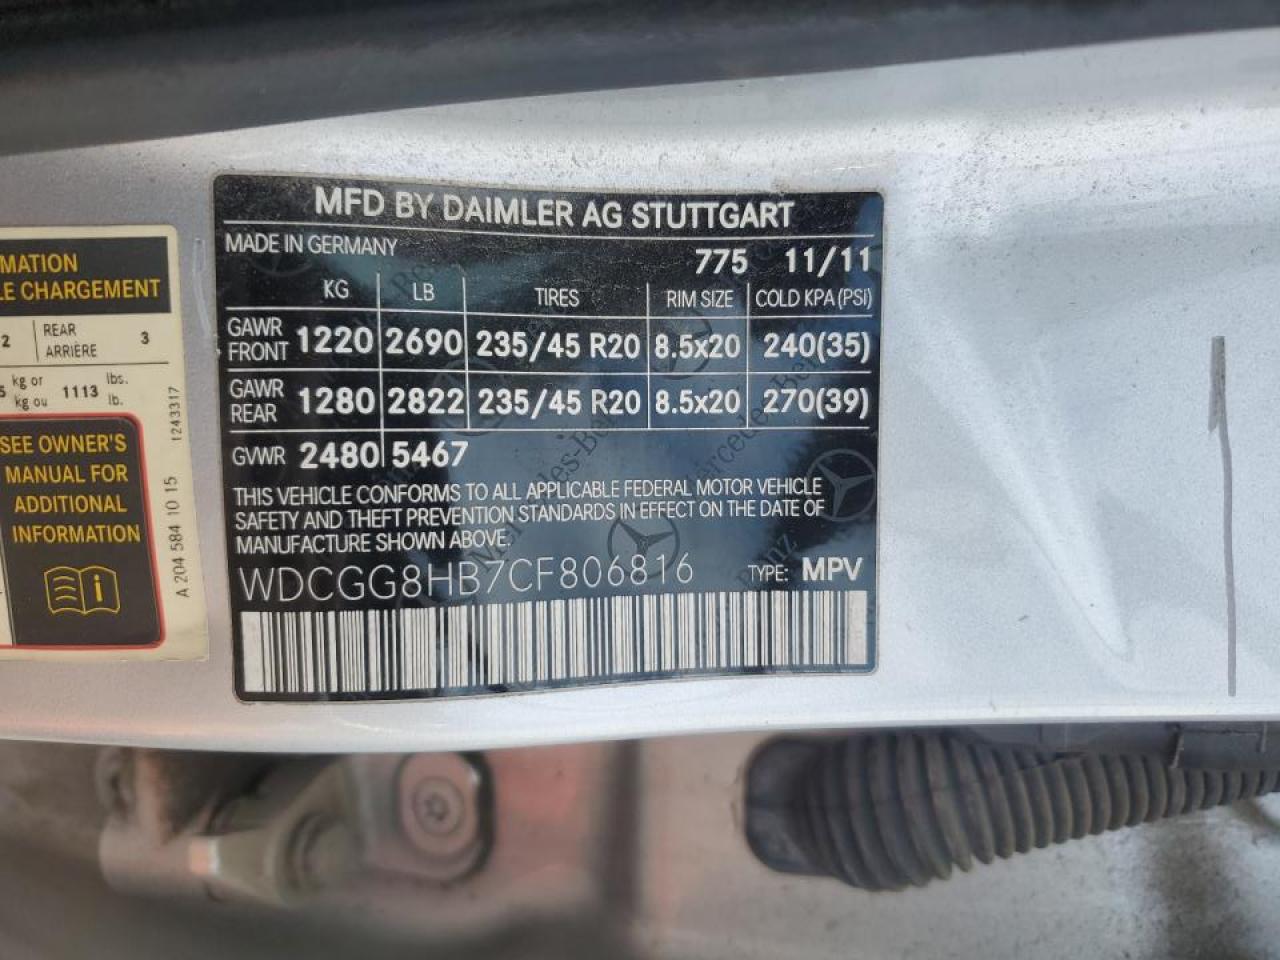 MFD BY DAIMLER AG STUTTGART
MADE IN GERMANY
775 11/11
KG LB TIRES RIM SIZE COLD KPA (PSI)
GAWR FRONT 1220 2690 235/45 R20 8.5x20 240(35)
GAWR REAR 1280 2822 235/45 R20 8.5x20 270(39)
GVWR 2480 5467
THIS VEHICLE CONFORMS TO ALL APPLICABLE FEDERAL MOTOR VEHICLE
SAFETY AND THEFT PREVENTION STANDARDS IN EFFECT ON THE DATE OF
MANUFACTURE SHOWN ABOVE.
WDCGG8HB7CF806816 TYPE: MPV
Mercedes-Benz
MATION
E CHARGEMENT
2 REAR 3
ARRIÈRE
5 kg or 1113 lbs.
kg ou lb.
SEE OWNER'S
MANUAL FOR
ADDITIONAL
INFORMATION
A 204 584 10 15
1243317